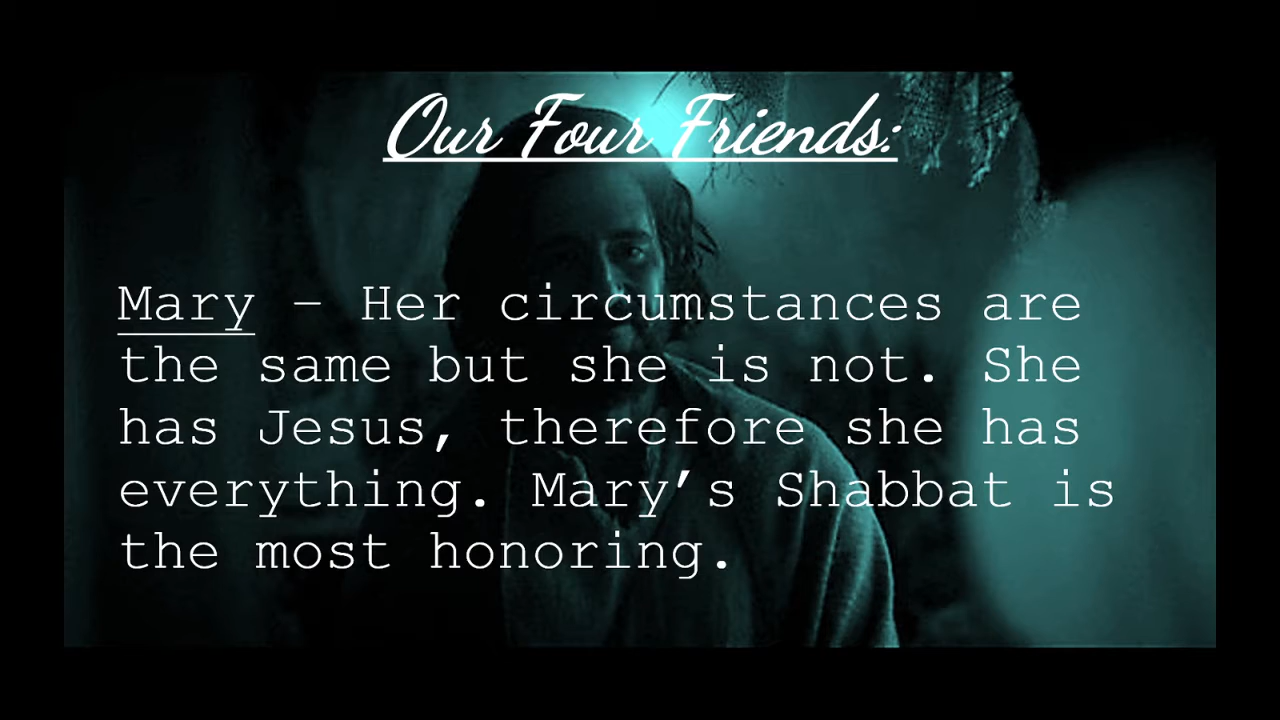 Our Four Friends:
Mary – Her circumstances are
the same but she is not. She
has Jesus, therefore she has
everything. Mary’s Shabbat is
the most honoring.